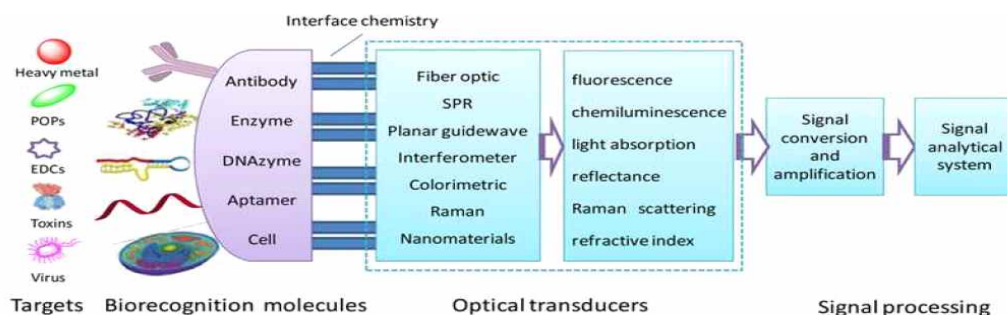 Interface chemistry
Heavy metal
POPs
EDCs
Toxins
Virus
Antibody
Enzyme
DNAzyme
Aptamer
Cell
Fiber optic
SPR
Planar guidewave
Interferometer
Colorimetric
Raman
Nanomaterials
fluorescence
chemiluminescence
light absorption
reflectance
Raman scattering
refractive index
Signal
conversion
and
amplification
Signal
analytical
system
Targets
Biorecognition molecules
Optical transducers
Signal processing